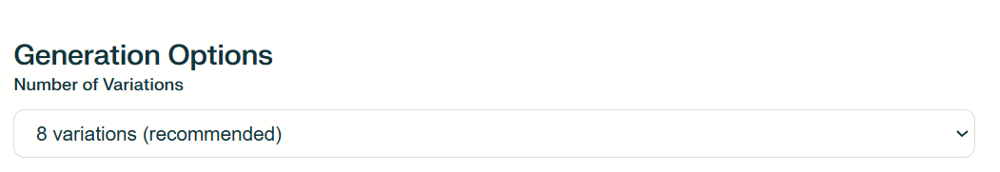 Generation Options
Number of Variations
8 variations (recommended)